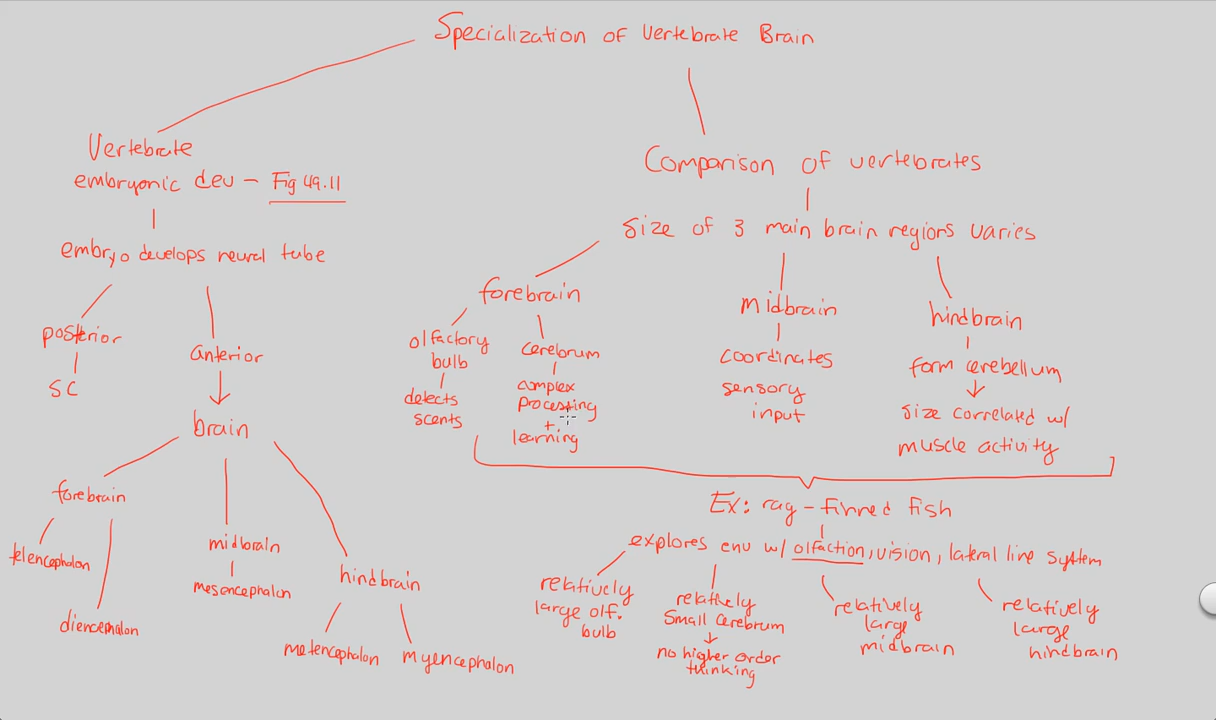 Specialization of Vertebrate Brain
Vertebrate
embryonic dev - Fig 49.11
embryo develops neural tube
posterior
SC
anterior
brain
forebrain
telencephalon
diencephalon
midbrain
mesencephalon
hindbrain
metencephalon
myencephalon
Comparison of vertebrates
Size of 3 main brain regions varies
forebrain
olfactory
bulb
detects
scents
cerebrum
complex
processing
+
learning
midbrain
coordinates
sensory
input
hindbrain
form cerebellum
size correlated w/
muscle activity
Ex: ray-finned fish
explores env w/ olfaction, vision, lateral line system
relatively
large olf.
bulb
relatively
small cerebrum
no higher order
thinking
relatively
large
midbrain
relatively
large
hindbrain